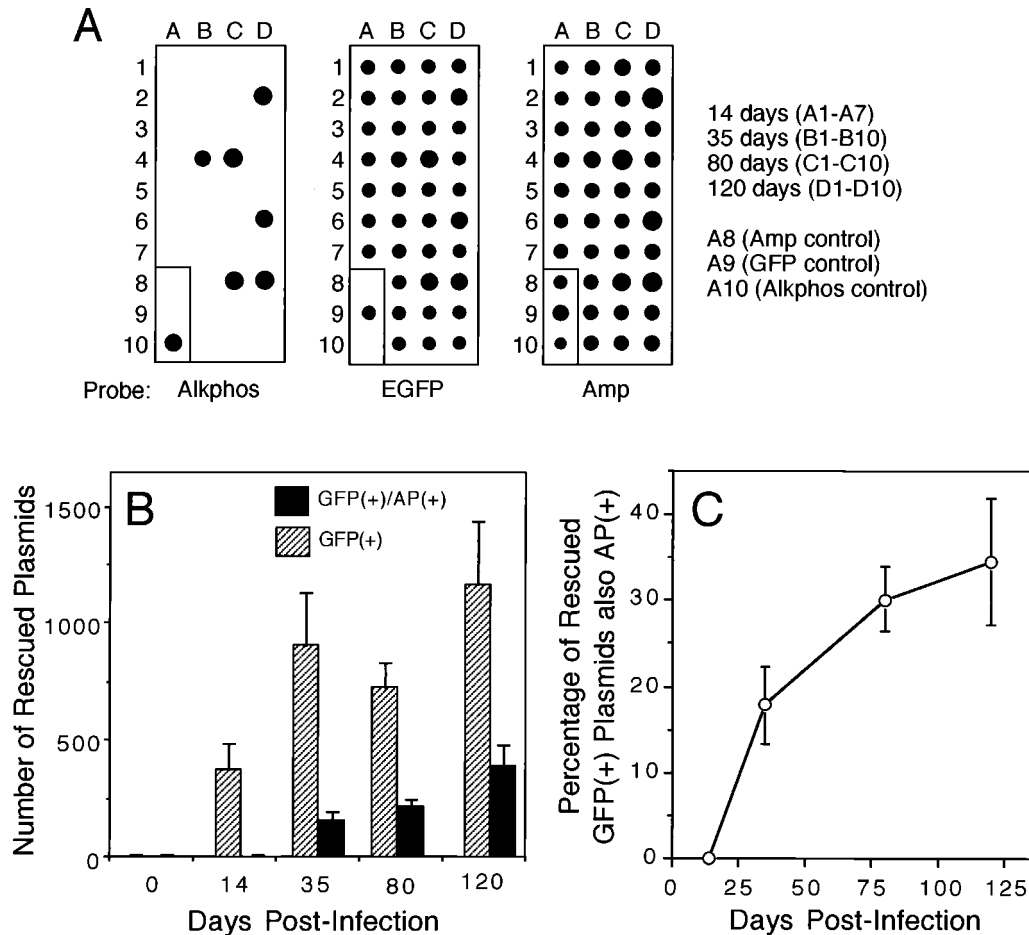 A
A B C D
1
2
3
4
5
6
7
8
9
10
A B C D
1
2
3
4
5
6
7
8
9
10
A B C D
1
2
3
4
5
6
7
8
9
10
14 days (A1-A7)
35 days (B1-B10)
80 days (C1-C10)
120 days (D1-D10)
A8 (Amp control)
A9 (GFP control)
A10 (Alkphos control)
Probe: Alkphos EGFP Amp
B
GFP(+)/AP(+)
GFP(+)
Number of Rescued Plasmids
1500
1000
500
0
0 14 35 80 120
Days Post-Infection
C
Percentage of Rescued
GFP(+) Plasmids also AP(+)
40
30
20
10
0
0 25 50 75 100 125
Days Post-Infection